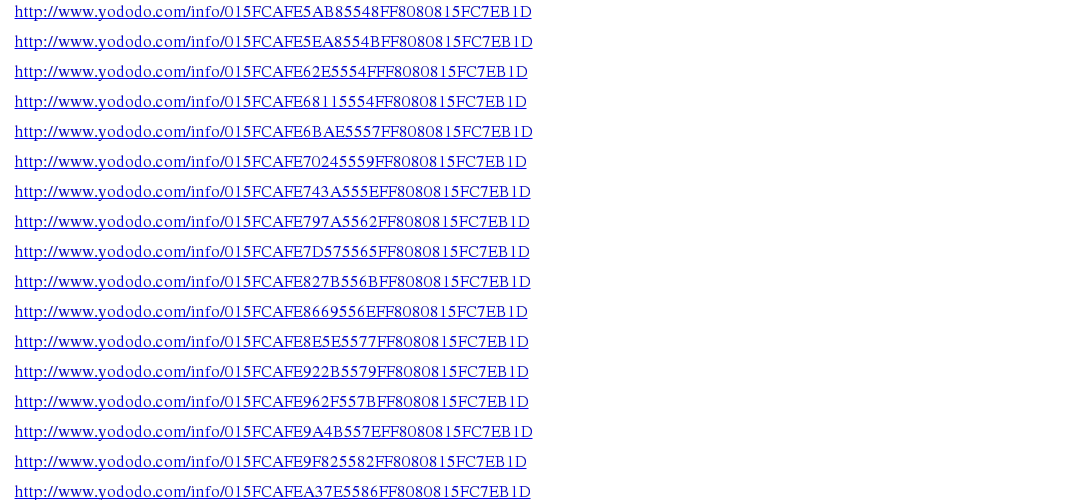 http://www.yododo.com/info/015FCAFE5AB85548FF8080815FC7EB1D
http://www.yododo.com/info/015FCAFE5EA8554BFF8080815FC7EB1D
http://www.yododo.com/info/015FCAFE62E5554FFF8080815FC7EB1D
http://www.yododo.com/info/015FCAFE68115554FF8080815FC7EB1D
http://www.yododo.com/info/015FCAFE6BAE5557FF8080815FC7EB1D
http://www.yododo.com/info/015FCAFE70245559FF8080815FC7EB1D
http://www.yododo.com/info/015FCAFE743A555EFF8080815FC7EB1D
http://www.yododo.com/info/015FCAFE797A5562FF8080815FC7EB1D
http://www.yododo.com/info/015FCAFE7D575565FF8080815FC7EB1D
http://www.yododo.com/info/015FCAFE827B556BFF8080815FC7EB1D
http://www.yododo.com/info/015FCAFE8669556EFF8080815FC7EB1D
http://www.yododo.com/info/015FCAFE8E5E5577FF8080815FC7EB1D
http://www.yododo.com/info/015FCAFE922B5579FF8080815FC7EB1D
http://www.yododo.com/info/015FCAFE962F557BFF8080815FC7EB1D
http://www.yododo.com/info/015FCAFE9A4B557EFF8080815FC7EB1D
http://www.yododo.com/info/015FCAFE9F825582FF8080815FC7EB1D
http://www.yododo.com/info/015FCAFEA37E5586FF8080815FC7EB1D